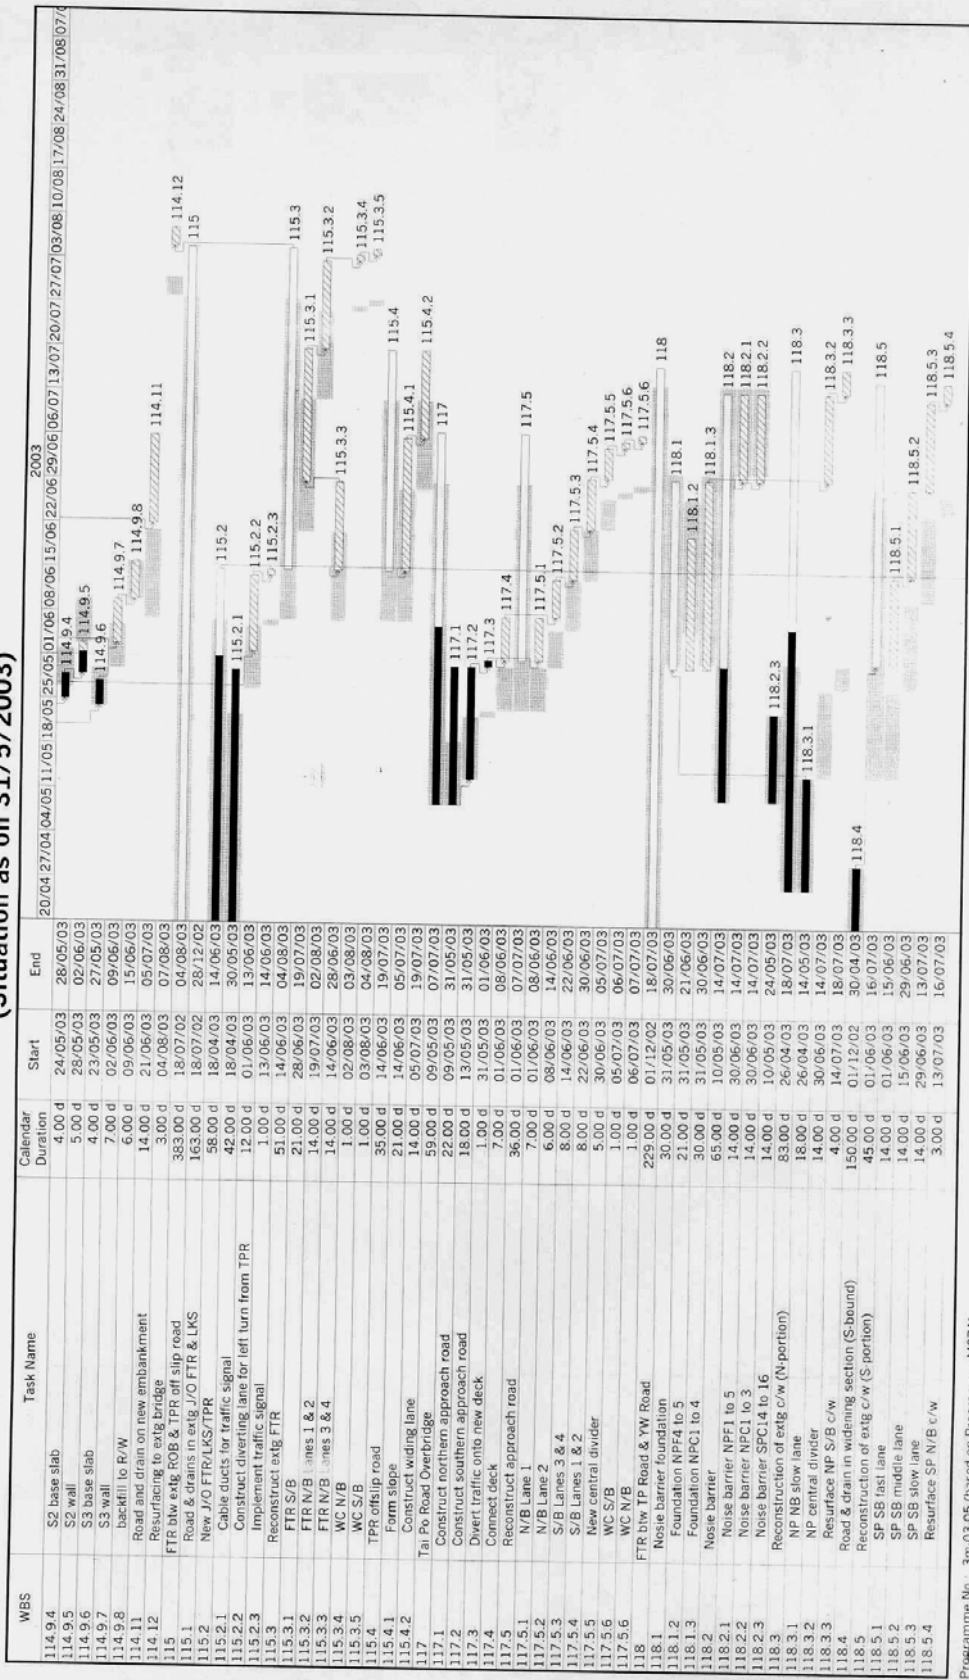 (Situation as on 31/5/2003)
WBS Task Name Calendar Duration Start End 2003
20/04 27/04 04/05 11/05 18/05 25/05 01/06 08/06 15/06 22/06 29/06 06/07 13/07 20/07 27/07 03/08 10/08 17/08 24/08 31/08 07/0
114.9.4 S2 base slab 4.00 d 24/05/03 28/05/03 114.9.4
114.9.5 S2 wall 5.00 d 28/05/03 02/06/03 114.9.5
114.9.6 S3 base slab 4.00 d 23/05/03 27/05/03 114.9.6
114.9.7 S3 wall 7.00 d 02/06/03 09/06/03 114.9.7
114.9.8 backfill to R/W 6.00 d 09/06/03 15/06/03 114.9.8
114.11 Road and drain on new embankment 14.00 d 21/06/03 05/07/03 114.11
114.12 Resurfacing to extg bridge 3.00 d 04/08/03 07/08/03 114.12
115 FTR btw extg ROB & TPR off slip road 383.00 d 18/07/02 04/08/03 115
115.1 Road & drains in extg J/O FTR & LKS 163.00 d 18/07/02 28/12/02
115.2 New J/O FTR/LKS/TPR 58.00 d 18/04/03 14/06/03 115.2
115.2.1 Cable ducts for traffic signal 42.00 d 18/04/03 30/05/03 115.2.1
115.2.2 Construct diverting lane for left turn from TPR 12.00 d 01/06/03 13/06/03 115.2.2
115.2.3 Implement traffic signal 1.00 d 13/06/03 14/06/03 115.2.3
115.3 Reconstruct extg FTR 51.00 d 14/06/03 04/08/03 115.3
115.3.1 FTR S/B 21.00 d 28/06/03 19/07/03 115.3.1
115.3.2 FTR N/B Lanes 1 & 2 14.00 d 19/07/03 02/08/03 115.3.2
115.3.3 FTR N/B Lanes 3 & 4 14.00 d 14/06/03 28/06/03 115.3.3
115.3.4 WC N/B 1.00 d 02/08/03 03/08/03 115.3.4
115.3.5 WC S/B 1.00 d 03/08/03 04/08/03 115.3.5
115.4 TPR offslip road 35.00 d 14/06/03 19/07/03 115.4
115.4.1 Form slope 21.00 d 14/06/03 05/07/03 115.4.1
115.4.2 Construct widing lane 14.00 d 05/07/03 19/07/03 115.4.2
117 Tai Po Road Overbridge 59.00 d 09/05/03 07/07/03 117
117.1 Construct northern approach road 22.00 d 09/05/03 31/05/03 117.1
117.2 Construct southern approach road 18.00 d 13/05/03 31/05/03 117.2
117.3 Divert traffic onto new deck 1.00 d 31/05/03 01/06/03 117.3
117.4 Connect deck 7.00 d 01/06/03 08/06/03 117.4
117.5 Reconstruct approach road 36.00 d 01/06/03 07/07/03 117.5
117.5.1 N/B Lane 1 7.00 d 01/06/03 08/06/03 117.5.1
117.5.2 N/B Lane 2 6.00 d 08/06/03 14/06/03 117.5.2
117.5.3 S/B Lanes 3 & 4 8.00 d 14/06/03 22/06/03 117.5.3
117.5.4 S/B Lanes 1 & 2 8.00 d 22/06/03 30/06/03 117.5.4
117.5.5 New central divider 5.00 d 30/06/03 05/07/03 117.5.5
117.5.6 WC S/B 1.00 d 05/07/03 06/07/03 117.5.6
117.5.6 WC N/B 1.00 d 06/07/03 07/07/03 117.5.6
118 FTR btw TP Road & YW Road 229.00 d 01/12/02 18/07/03 118
118.1 Nosie barrier foundation 30.00 d 31/05/03 30/06/03 118.1
118.1.2 Foundation NPF4 to 5 21.00 d 31/05/03 21/06/03 118.1.2
118.1.3 Foundation NPC1 to 4 30.00 d 31/05/03 30/06/03 118.1.3
118.2 Nosie barrier 65.00 d 10/05/03 14/07/03 118.2
118.2.1 Noise barrier NPF1 to 5 14.00 d 30/06/03 14/07/03 118.2.1
118.2.2 Noise barrier NPC1 to 3 14.00 d 30/06/03 14/07/03 118.2.2
118.2.3 Noise barrier SPC14 to 16 14.00 d 10/05/03 24/05/03 118.2.3
118.3 Reconstruction of extg c/w (N-portion) 83.00 d 26/04/03 18/07/03 118.3
118.3.1 NP NB slow lane 18.00 d 26/04/03 14/05/03 118.3.1
118.3.2 NP central divider 14.00 d 30/06/03 14/07/03 118.3.2
118.3.3 Resurface NP S/B c/w 4.00 d 14/07/03 18/07/03 118.3.3
118.4 Road & drain in widening section (S-bound) 150.00 d 01/12/02 30/04/03 118.4
118.5 Reconstruction of extg c/w (S-portion) 45.00 d 01/06/03 16/07/03 118.5
118.5.1 SP SB fast lane 14.00 d 01/06/03 15/06/03 118.5.1
118.5.2 SP SB middle lane 14.00 d 15/06/03 29/06/03 118.5.2
118.5.3 SP SB slow lane 14.00 d 29/06/03 13/07/03 118.5.3
118.5.4 Resurface SP N/B c/w 3.00 d 13/07/03 16/07/03 118.5.4